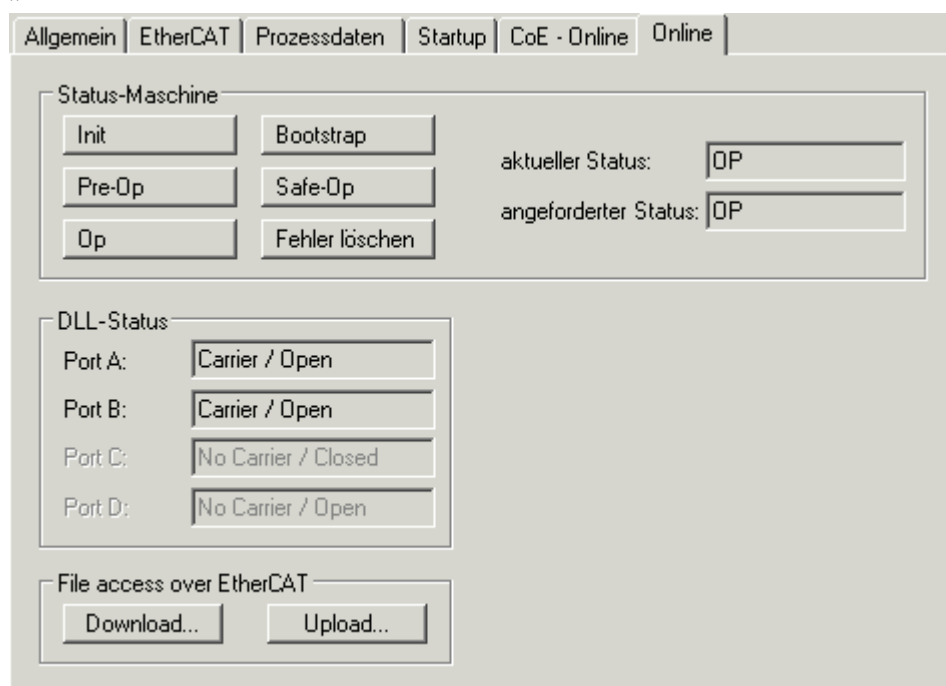 Allgemein EtherCAT Prozessdaten Startup CoE - Online Online
Status-Maschine
Init Bootstrap
aktueller Status: OP
Pre-Op Safe-Op
angeforderter Status: OP
Op Fehler löschen
DLL-Status
Port A: Carrier / Open
Port B: Carrier / Open
Port C: No Carrier / Closed
Port D: No Carrier / Open
File access over EtherCAT
Download... Upload...